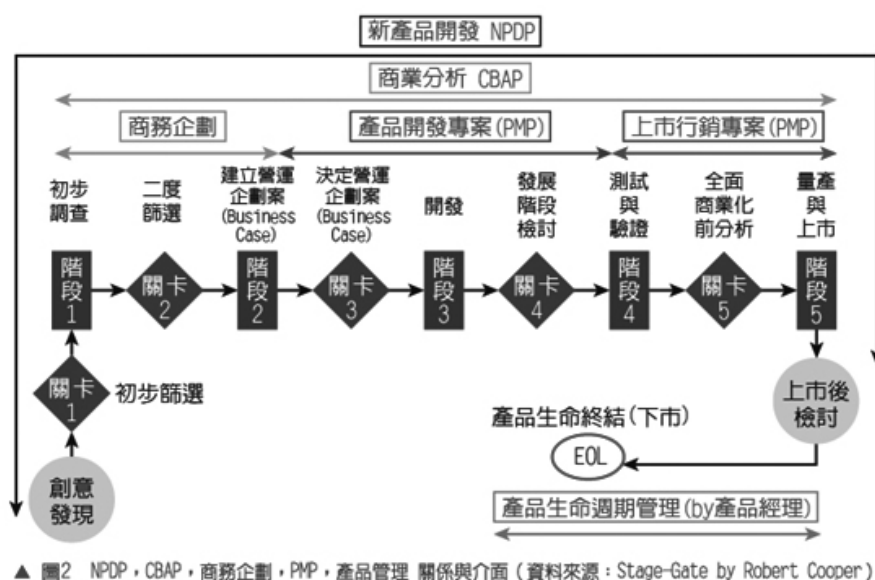 新產品開發 NPDP
商業分析 CBAP
商務企劃
產品開發專案(PMP)
上市行銷專案(PMP)
初步
調查
二度
篩選
建立營運
企劃案
(Business
Case)
決定營運
企劃案
(Business
Case)
開發
發展
階段
檢討
測試
與
驗證
全面
商業化
前分析
量產
與
上市
階段1
關卡2
階段2
關卡3
階段3
關卡4
階段4
關卡5
階段5
關卡1
初步篩選
創意
發現
上市後
檢討
產品生命終結(下市)
EOL
產品生命週期管理(by產品經理)
▲ 圖2 NPDP，CBAP，商務企劃，PMP，產品管理 關係與介面（資料來源：Stage-Gate by Robert Cooper）